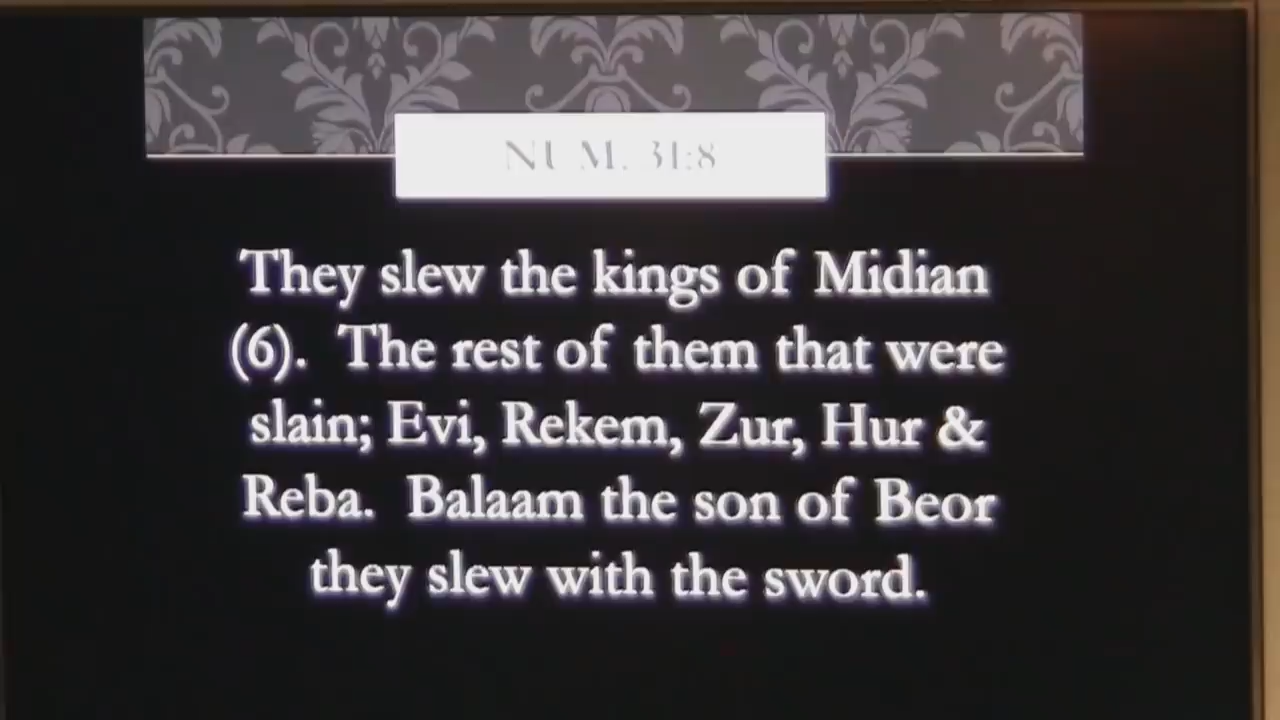 NUM. 31:8
They slew the kings of Midian
(6). The rest of them that were
slain; Evi, Rekem, Zur, Hur &
Reba. Balaam the son of Beor
they slew with the sword.